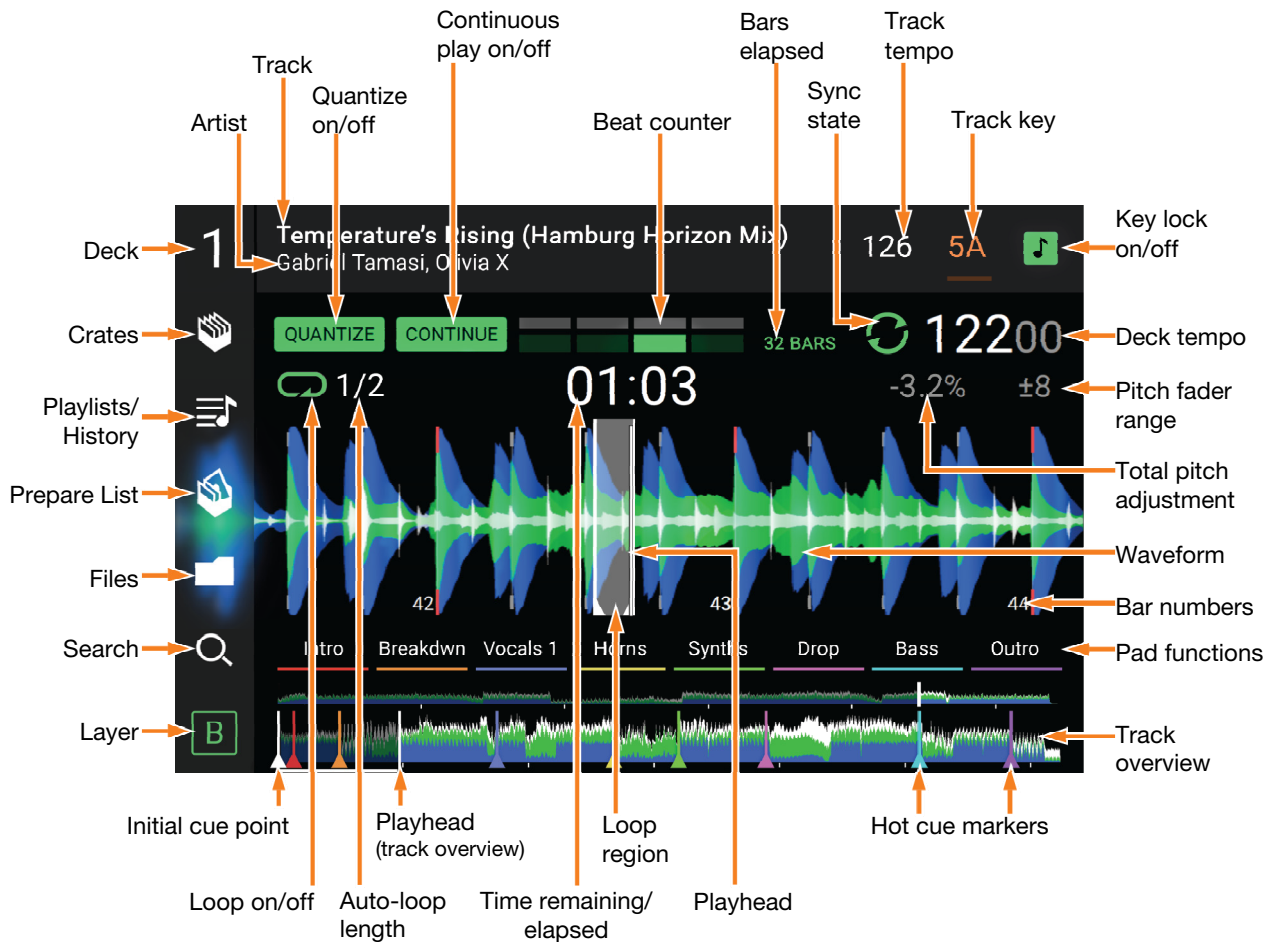 Continuous
play on/off
Bars
elapsed
Track
tempo
Track
Quantize
on/off
Sync
state
Artist
Beat counter
Track key
Deck
1
Temperature's Rising (Hamburg Horizon Mix)
Gabriel Tamasi, Olivia X
126
5A
Key lock
on/off
Crates
QUANTIZE
CONTINUE
32 BARS
12200
Deck tempo
1/2
01:03
-3.2%
±8
Pitch fader
range
Playlists/
History
Prepare List
Total pitch
adjustment
Waveform
Files
42
43
44
Bar numbers
Search
Intro
Breakdwn
Vocals 1
Horns
Synths
Drop
Bass
Outro
Pad functions
Layer
B
Track
overview
Initial cue point
Playhead
(track overview)
Loop
region
Hot cue markers
Loop on/off
Auto-loop
length
Time remaining/
elapsed
Playhead